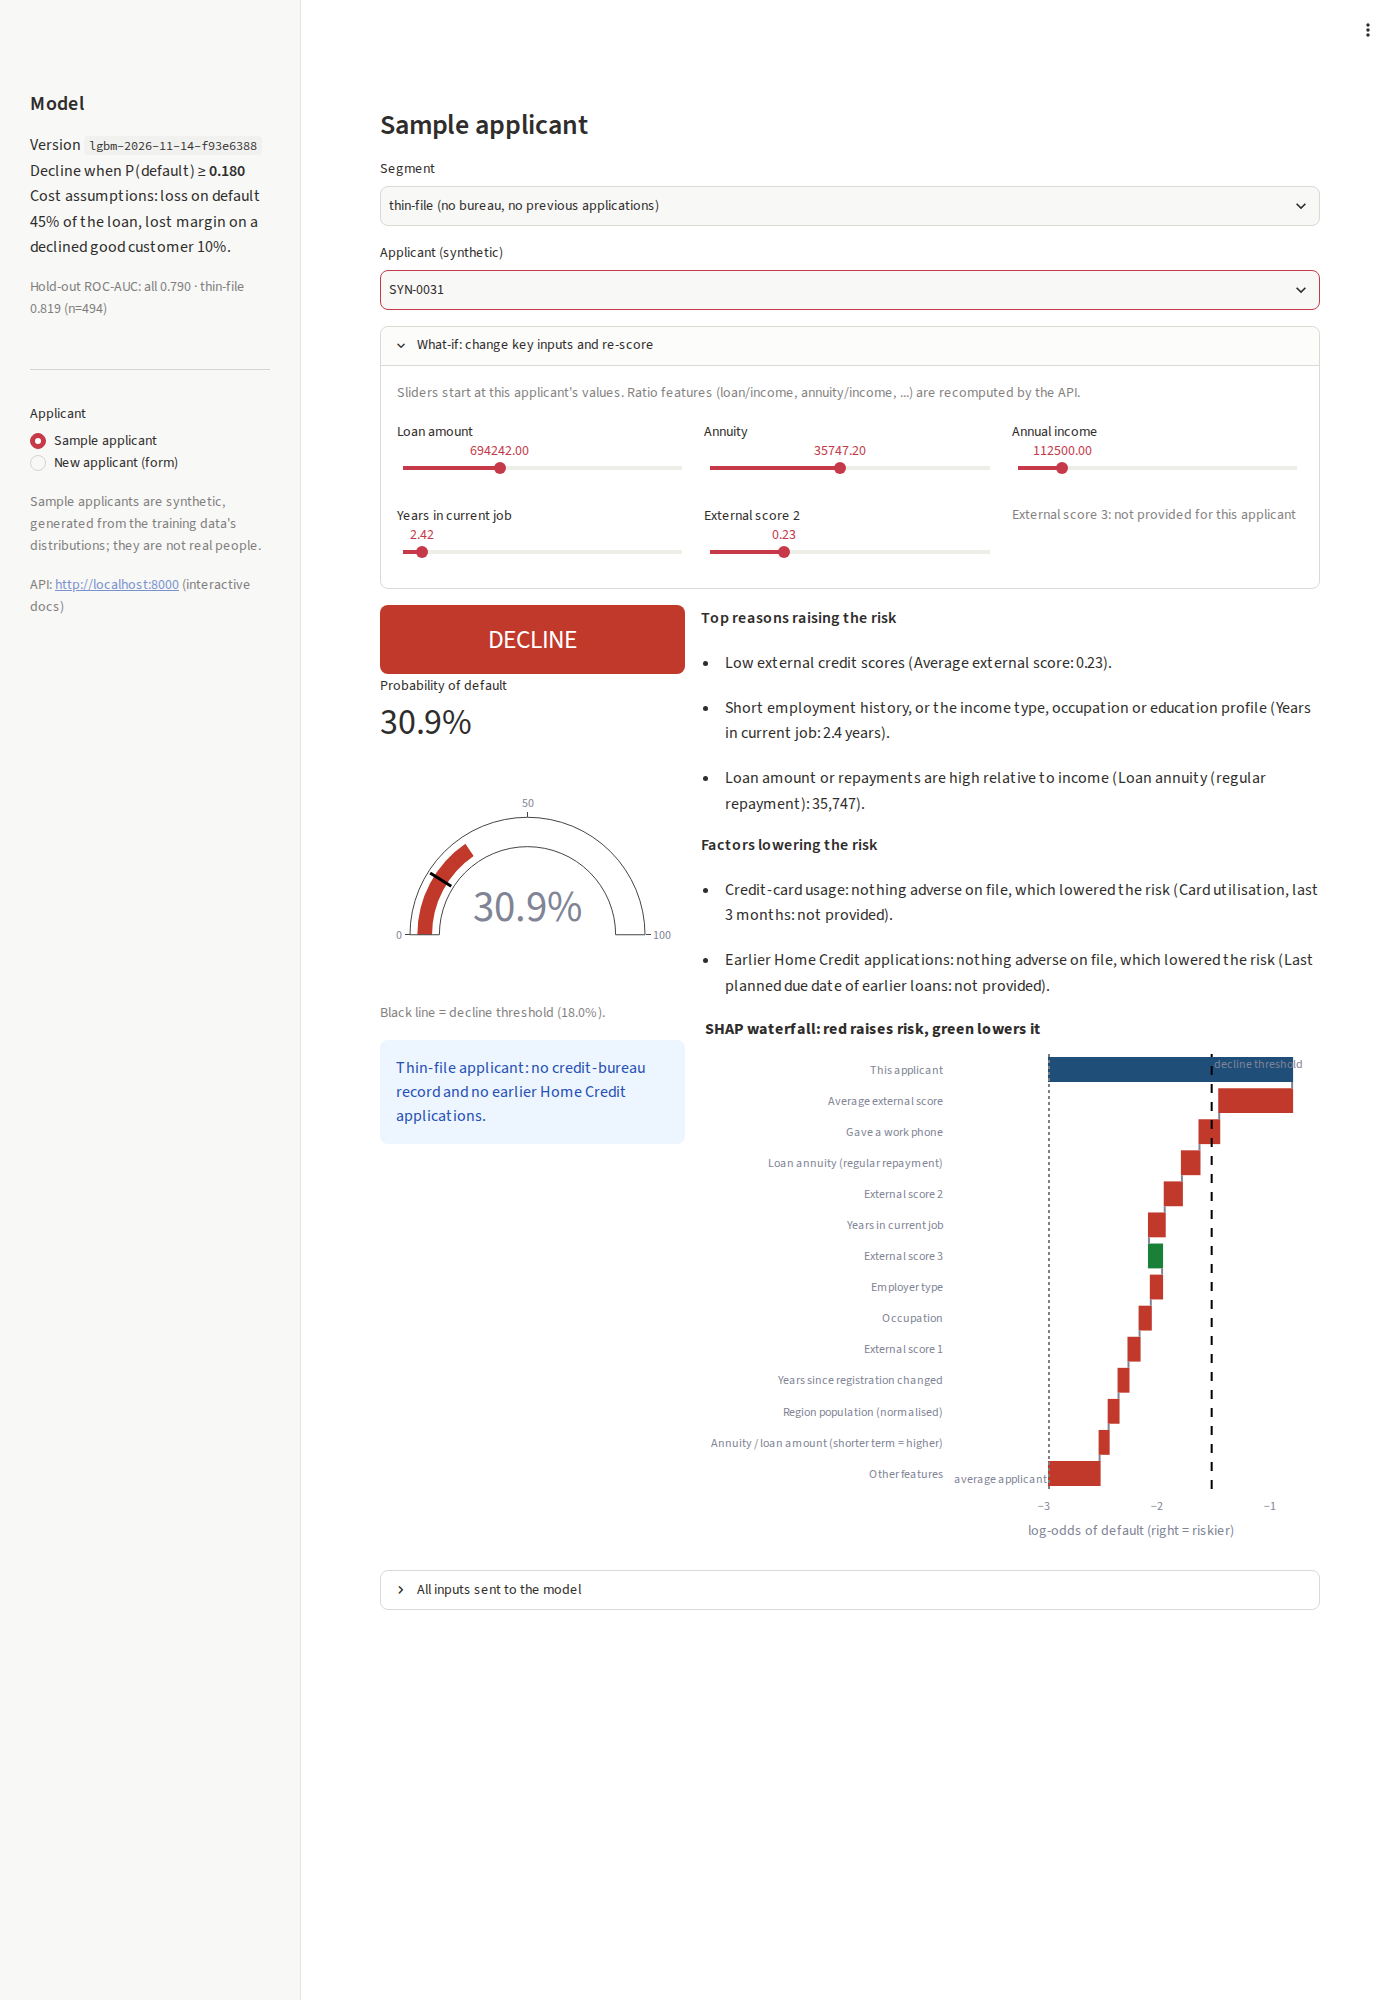 Model
Version lgbm-2026-11-14-f93e6388
Decline when P(default) ≥ 0.180
Cost assumptions: loss on default
45% of the loan, lost margin on a
declined good customer 10%.
Hold-out ROC-AUC: all 0.790 · thin-file
0.819 (n=494)
Applicant
Sample applicant
New applicant (form)
Sample applicants are synthetic,
generated from the training data's
distributions; they are not real people.
API: http://localhost:8000 (interactive
docs)
Sample applicant
Segment
thin-file (no bureau, no previous applications)
Applicant (synthetic)
SYN-0031
What-if: change key inputs and re-score
Sliders start at this applicant's values. Ratio features (loan/income, annuity/income, ...) are recomputed by the API.
Loan amount
694242.00
Annuity
35747.20
Annual income
112500.00
Years in current job
2.42
External score 2
0.23
External score 3: not provided for this applicant
DECLINE
Probability of default
30.9%
50
30.9%
0
100
Black line = decline threshold (18.0%).
Thin-file applicant: no credit-bureau
record and no earlier Home Credit
applications.
Top reasons raising the risk
Low external credit scores (Average external score: 0.23).
Short employment history, or the income type, occupation or education profile (Years
in current job: 2.4 years).
Loan amount or repayments are high relative to income (Loan annuity (regular
repayment): 35,747).
Factors lowering the risk
Credit-card usage: nothing adverse on file, which lowered the risk (Card utilisation, last
3 months: not provided).
Earlier Home Credit applications: nothing adverse on file, which lowered the risk (Last
planned due date of earlier loans: not provided).
SHAP waterfall: red raises risk, green lowers it
This applicant
decline threshold
Average external score
Gave a work phone
Loan annuity (regular repayment)
External score 2
Years in current job
External score 3
Employer type
Occupation
External score 1
Years since registration changed
Region population (normalised)
Annuity / loan amount (shorter term = higher)
Other features
average applicant
−3
−2
−1
log-odds of default (right = riskier)
All inputs sent to the model